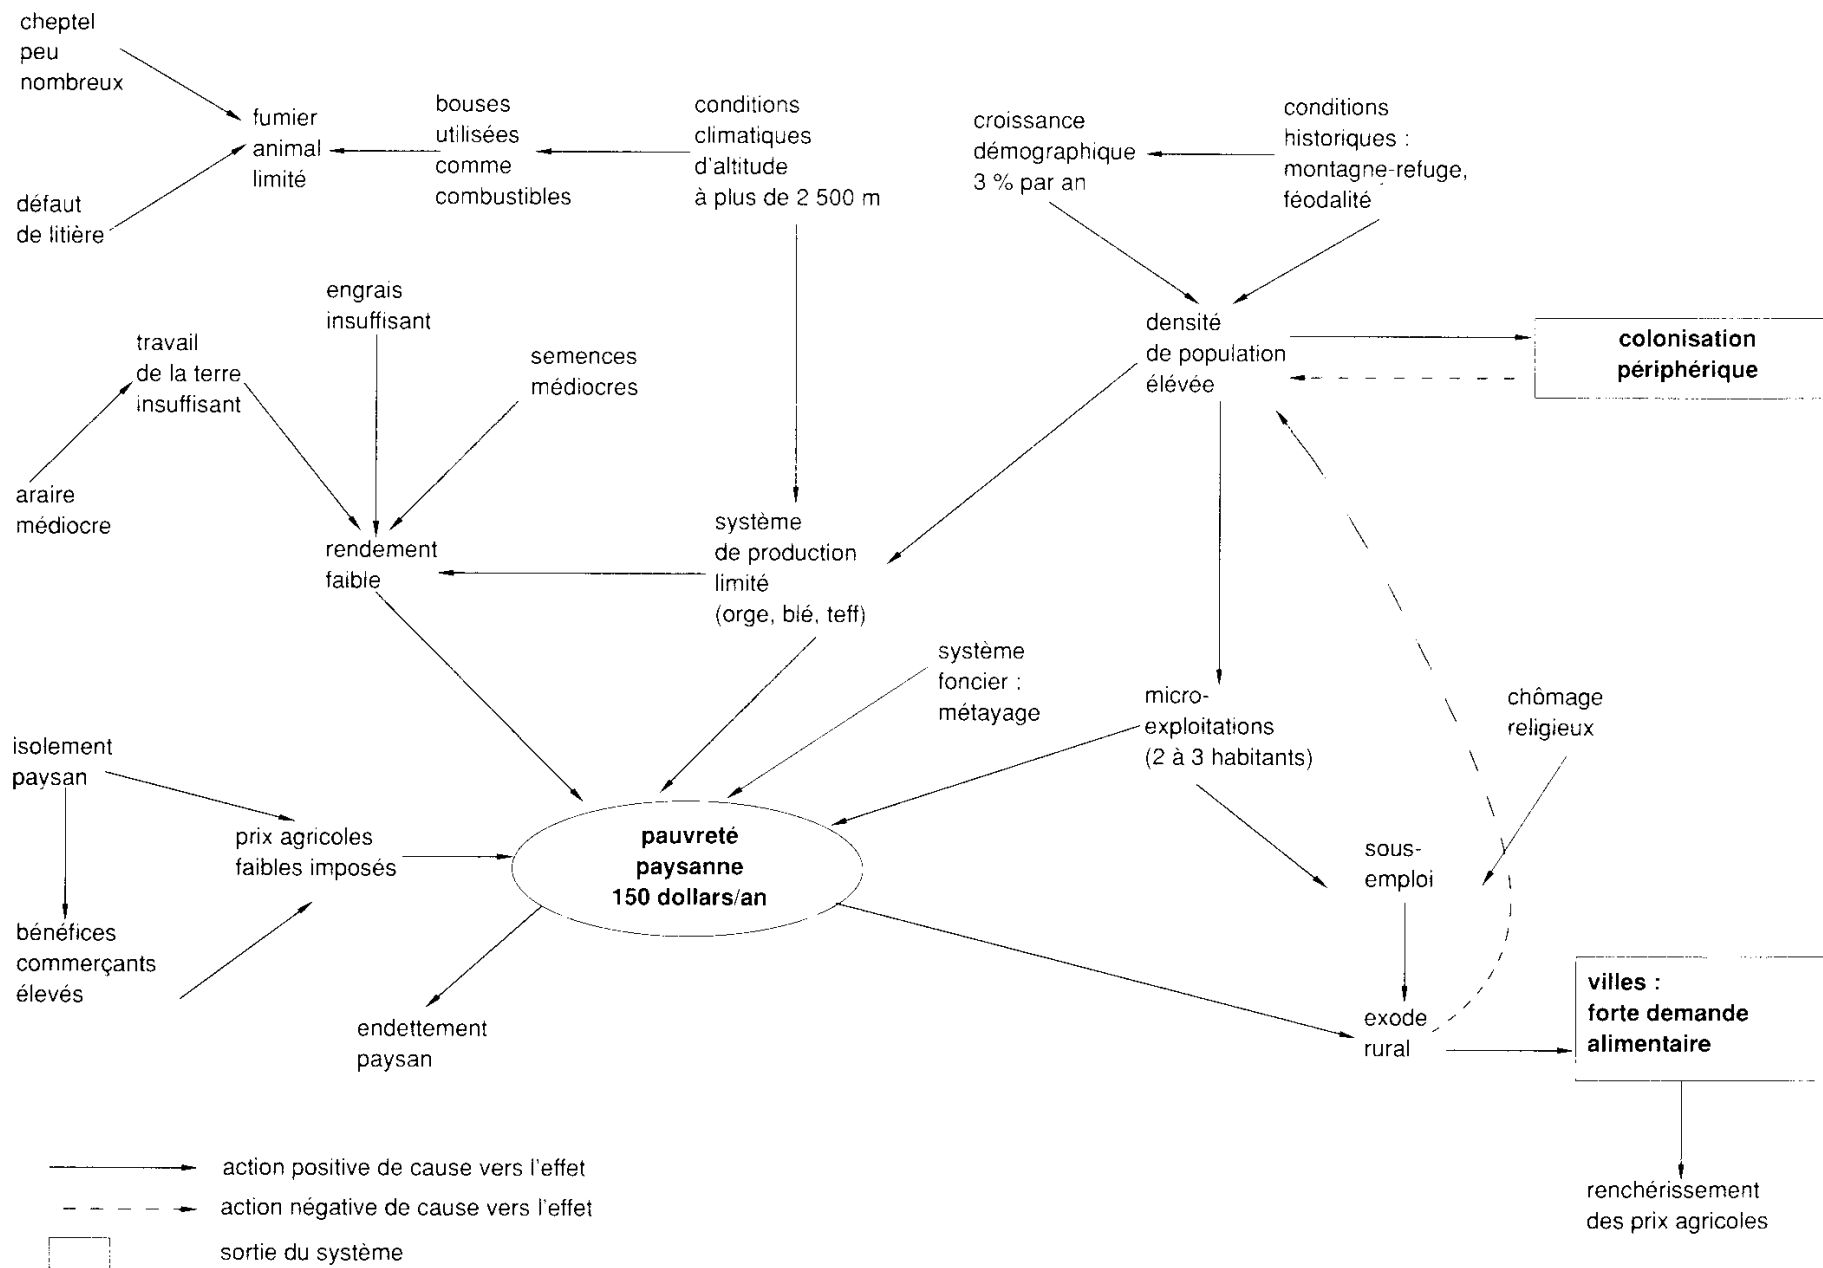 cheptel
peu
nombreux
fumier
animal
limité
défaut
de litière
bouses
utilisées
comme
combustibles
conditions
climatiques
d'altitude
à plus de 2 500 m
croissance
démographique
3 % par an
conditions
historiques :
montagne-refuge,
féodalité
engrais
insuffisant
travail
de la terre
insuffisant
semences
médiocres
araire
médiocre
densité
de population
élévée
colonisation
périphérique
rendement
faible
système
de production
limité
(orge, blé, teff)
système
foncier :
métayage
micro-
exploitations
(2 à 3 habitants)
chômage
religieux
isolement
paysan
prix agricoles
faibles imposés
pauvreté
paysanne
150 dollars/an
sous-
emploi
bénéfices
commerçants
élevés
endettement
paysan
exode
rural
villes :
forte demande
alimentaire
renchérissement
des prix agricoles
action positive de cause vers l'effet
action négative de cause vers l'effet
sortie du système